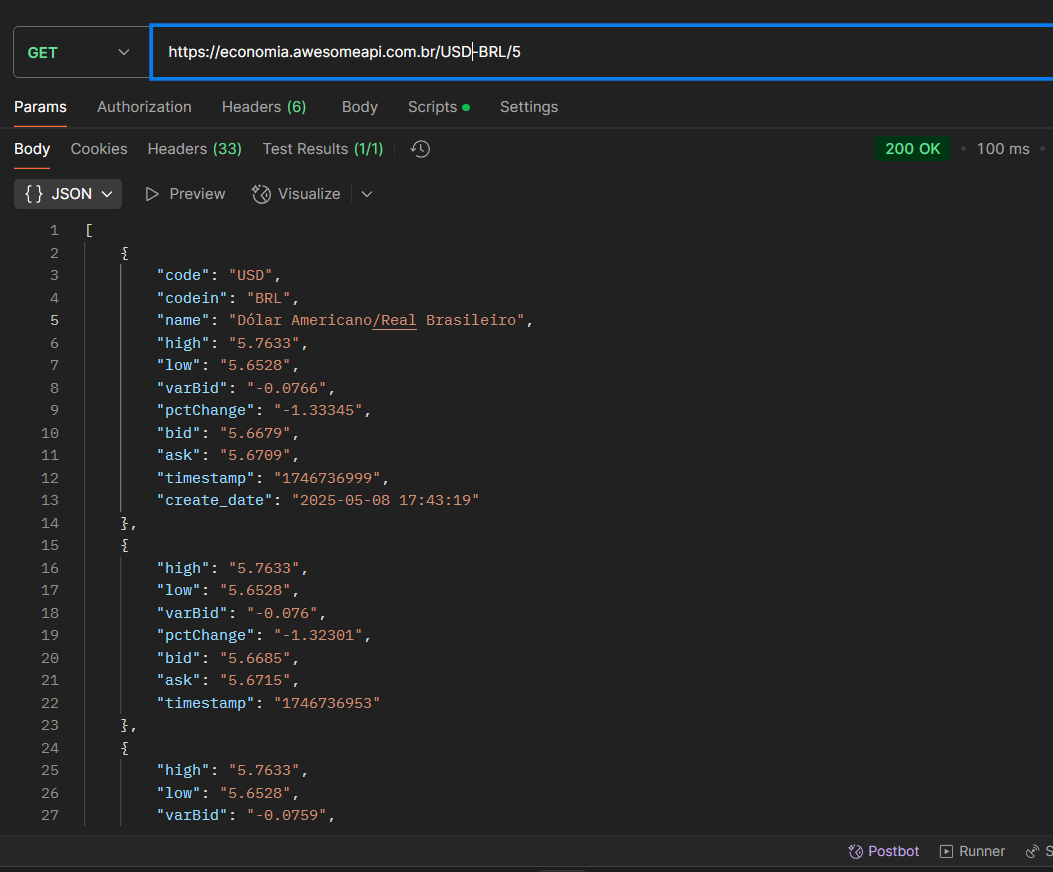 GET https://economia.awesomeapi.com.br/USD-BRL/5
Params Authorization Headers (6) Body Scripts Settings
Body Cookies Headers (33) Test Results (1/1) 200 OK • 100 ms •
{} JSON Preview Visualize
1 [
2 {
3 "code": "USD",
4 "codein": "BRL",
5 "name": "Dólar Americano/Real Brasileiro",
6 "high": "5.7633",
7 "low": "5.6528",
8 "varBid": "-0.0766",
9 "pctChange": "-1.33345",
10 "bid": "5.6679",
11 "ask": "5.6709",
12 "timestamp": "1746736999",
13 "create_date": "2025-05-08 17:43:19"
14 },
15 {
16 "high": "5.7633",
17 "low": "5.6528",
18 "varBid": "-0.076",
19 "pctChange": "-1.32301",
20 "bid": "5.6685",
21 "ask": "5.6715",
22 "timestamp": "1746736953"
23 },
24 {
25 "high": "5.7633",
26 "low": "5.6528",
27 "varBid": "-0.0759",
Postbot Runner S